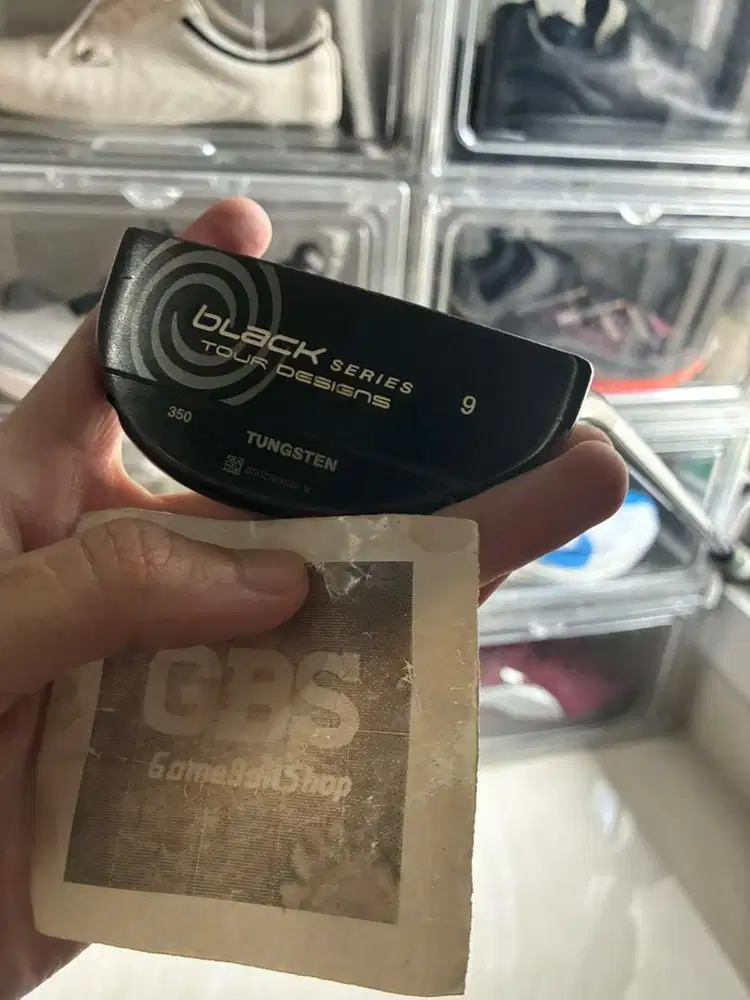 black SERIES
TOUR DESIGNS
9
350
TUNGSTEN
GBS
GameBallShop